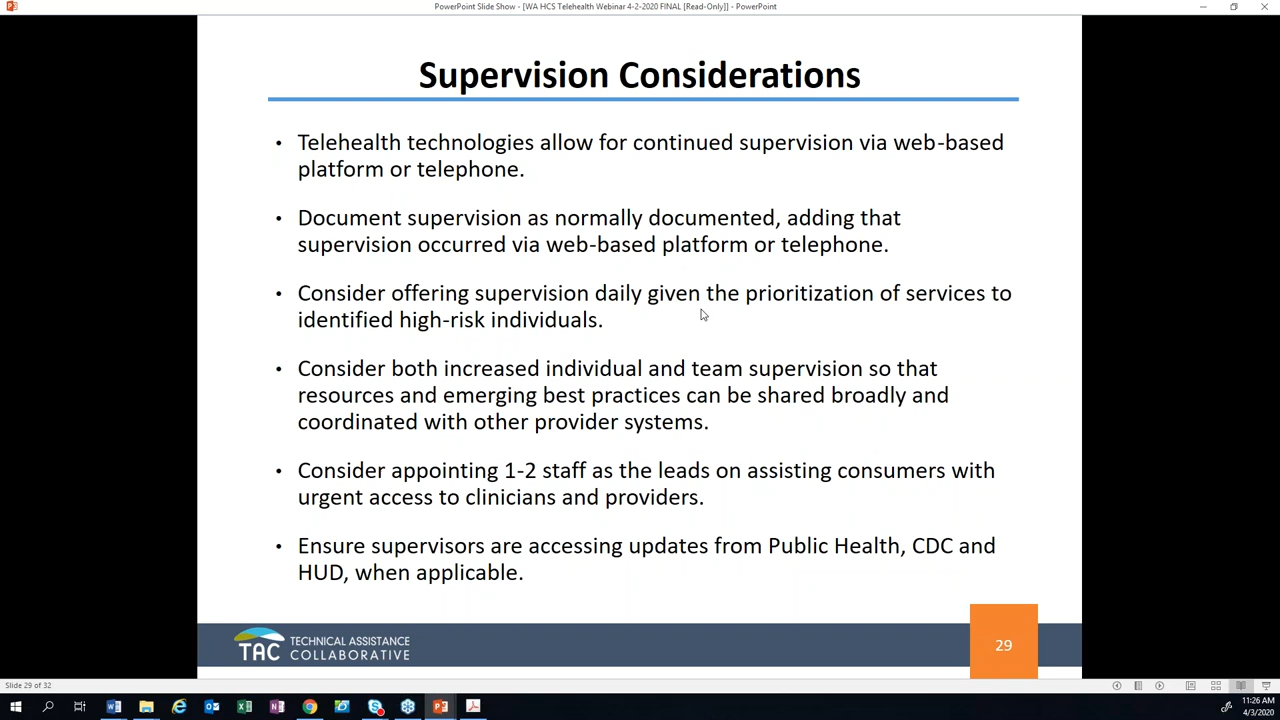 PowerPoint Slide Show - [WA HCS Telehealth Webinar 4-2-2020 FINAL [Read-Only]] - PowerPoint
Supervision Considerations
• Telehealth technologies allow for continued supervision via web-based
platform or telephone.
• Document supervision as normally documented, adding that
supervision occurred via web-based platform or telephone.
• Consider offering supervision daily given the prioritization of services to
identified high-risk individuals.
• Consider both increased individual and team supervision so that
resources and emerging best practices can be shared broadly and
coordinated with other provider systems.
• Consider appointing 1-2 staff as the leads on assisting consumers with
urgent access to clinicians and providers.
• Ensure supervisors are accessing updates from Public Health, CDC and
HUD, when applicable.
TAC TECHNICAL ASSISTANCE
COLLABORATIVE
29
Slide 29 of 32
11:26 AM
4/3/2020